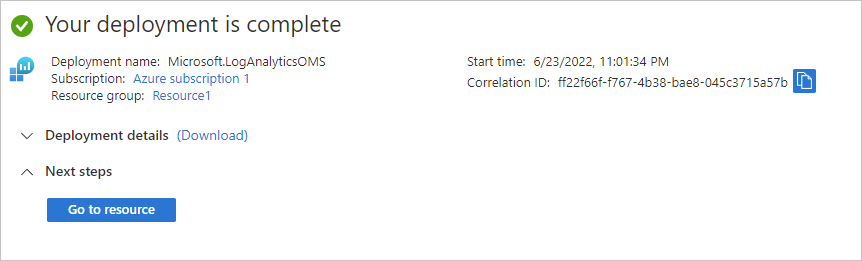 Your deployment is complete
Deployment name: Microsoft.LogAnalyticsOMS
Subscription: Azure subscription 1
Resource group: Resource1
Start time: 6/23/2022, 11:01:34 PM
Correlation ID: ff22f66f-f767-4b38-bae8-045c3715a57b
Deployment details (Download)
Next steps
Go to resource